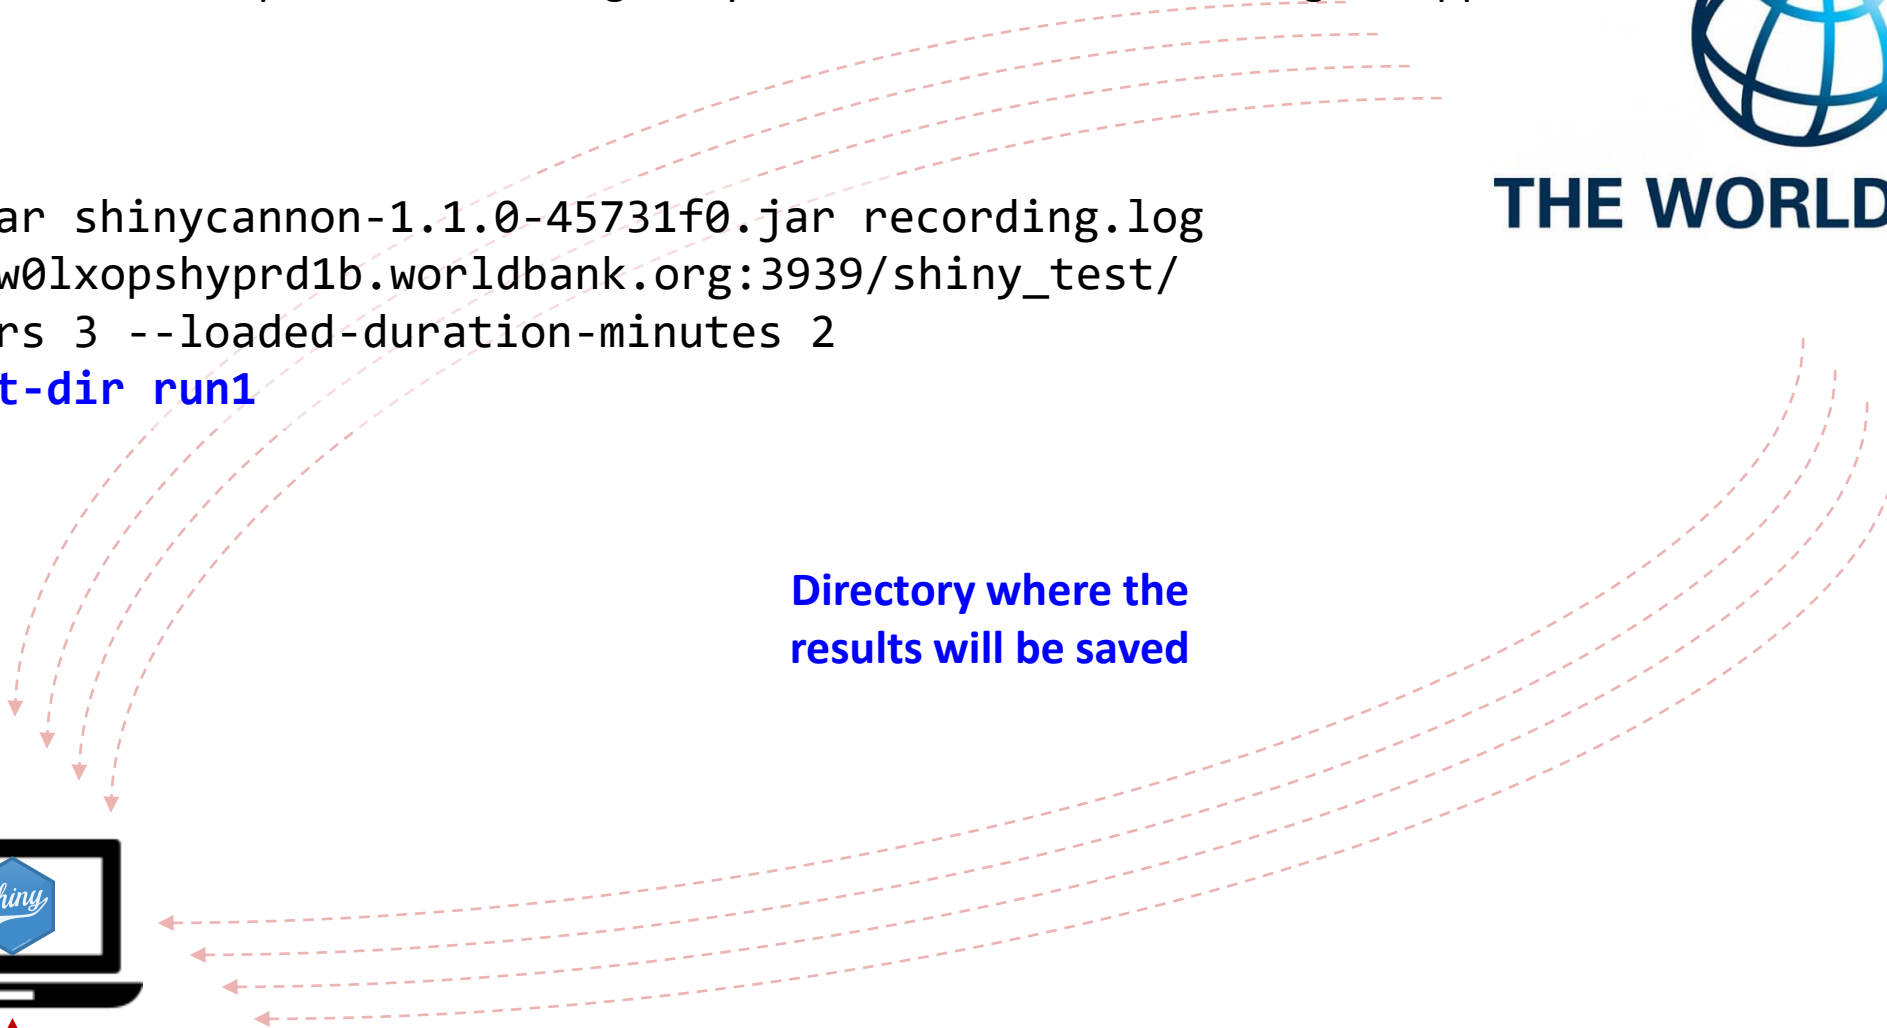 THE WORLD
ar shinycannon-1.1.0-45731f0.jar recording.log
w0lxopshyprd1b.worldbank.org:3939/shiny_test/
rs 3 --loaded-duration-minutes 2
t-dir run1
Directory where the
results will be saved
hiny